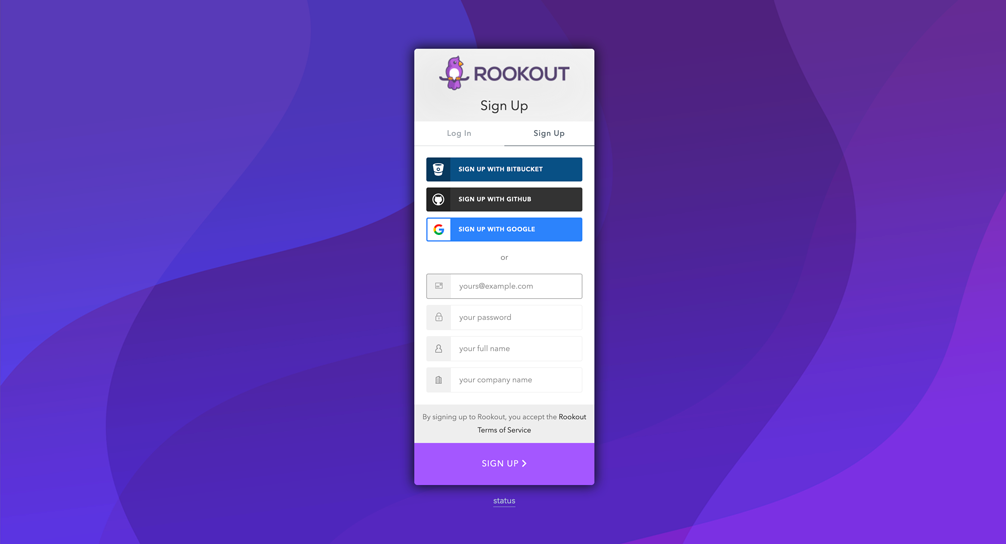 ROOKOUT
Sign Up
Log In
Sign Up
SIGN UP WITH BITBUCKET
SIGN UP WITH GITHUB
SIGN UP WITH GOOGLE
or
yours@example.com
your password
your full name
your company name
By signing up to Rookout, you accept the Rookout
Terms of Service
SIGN UP
status